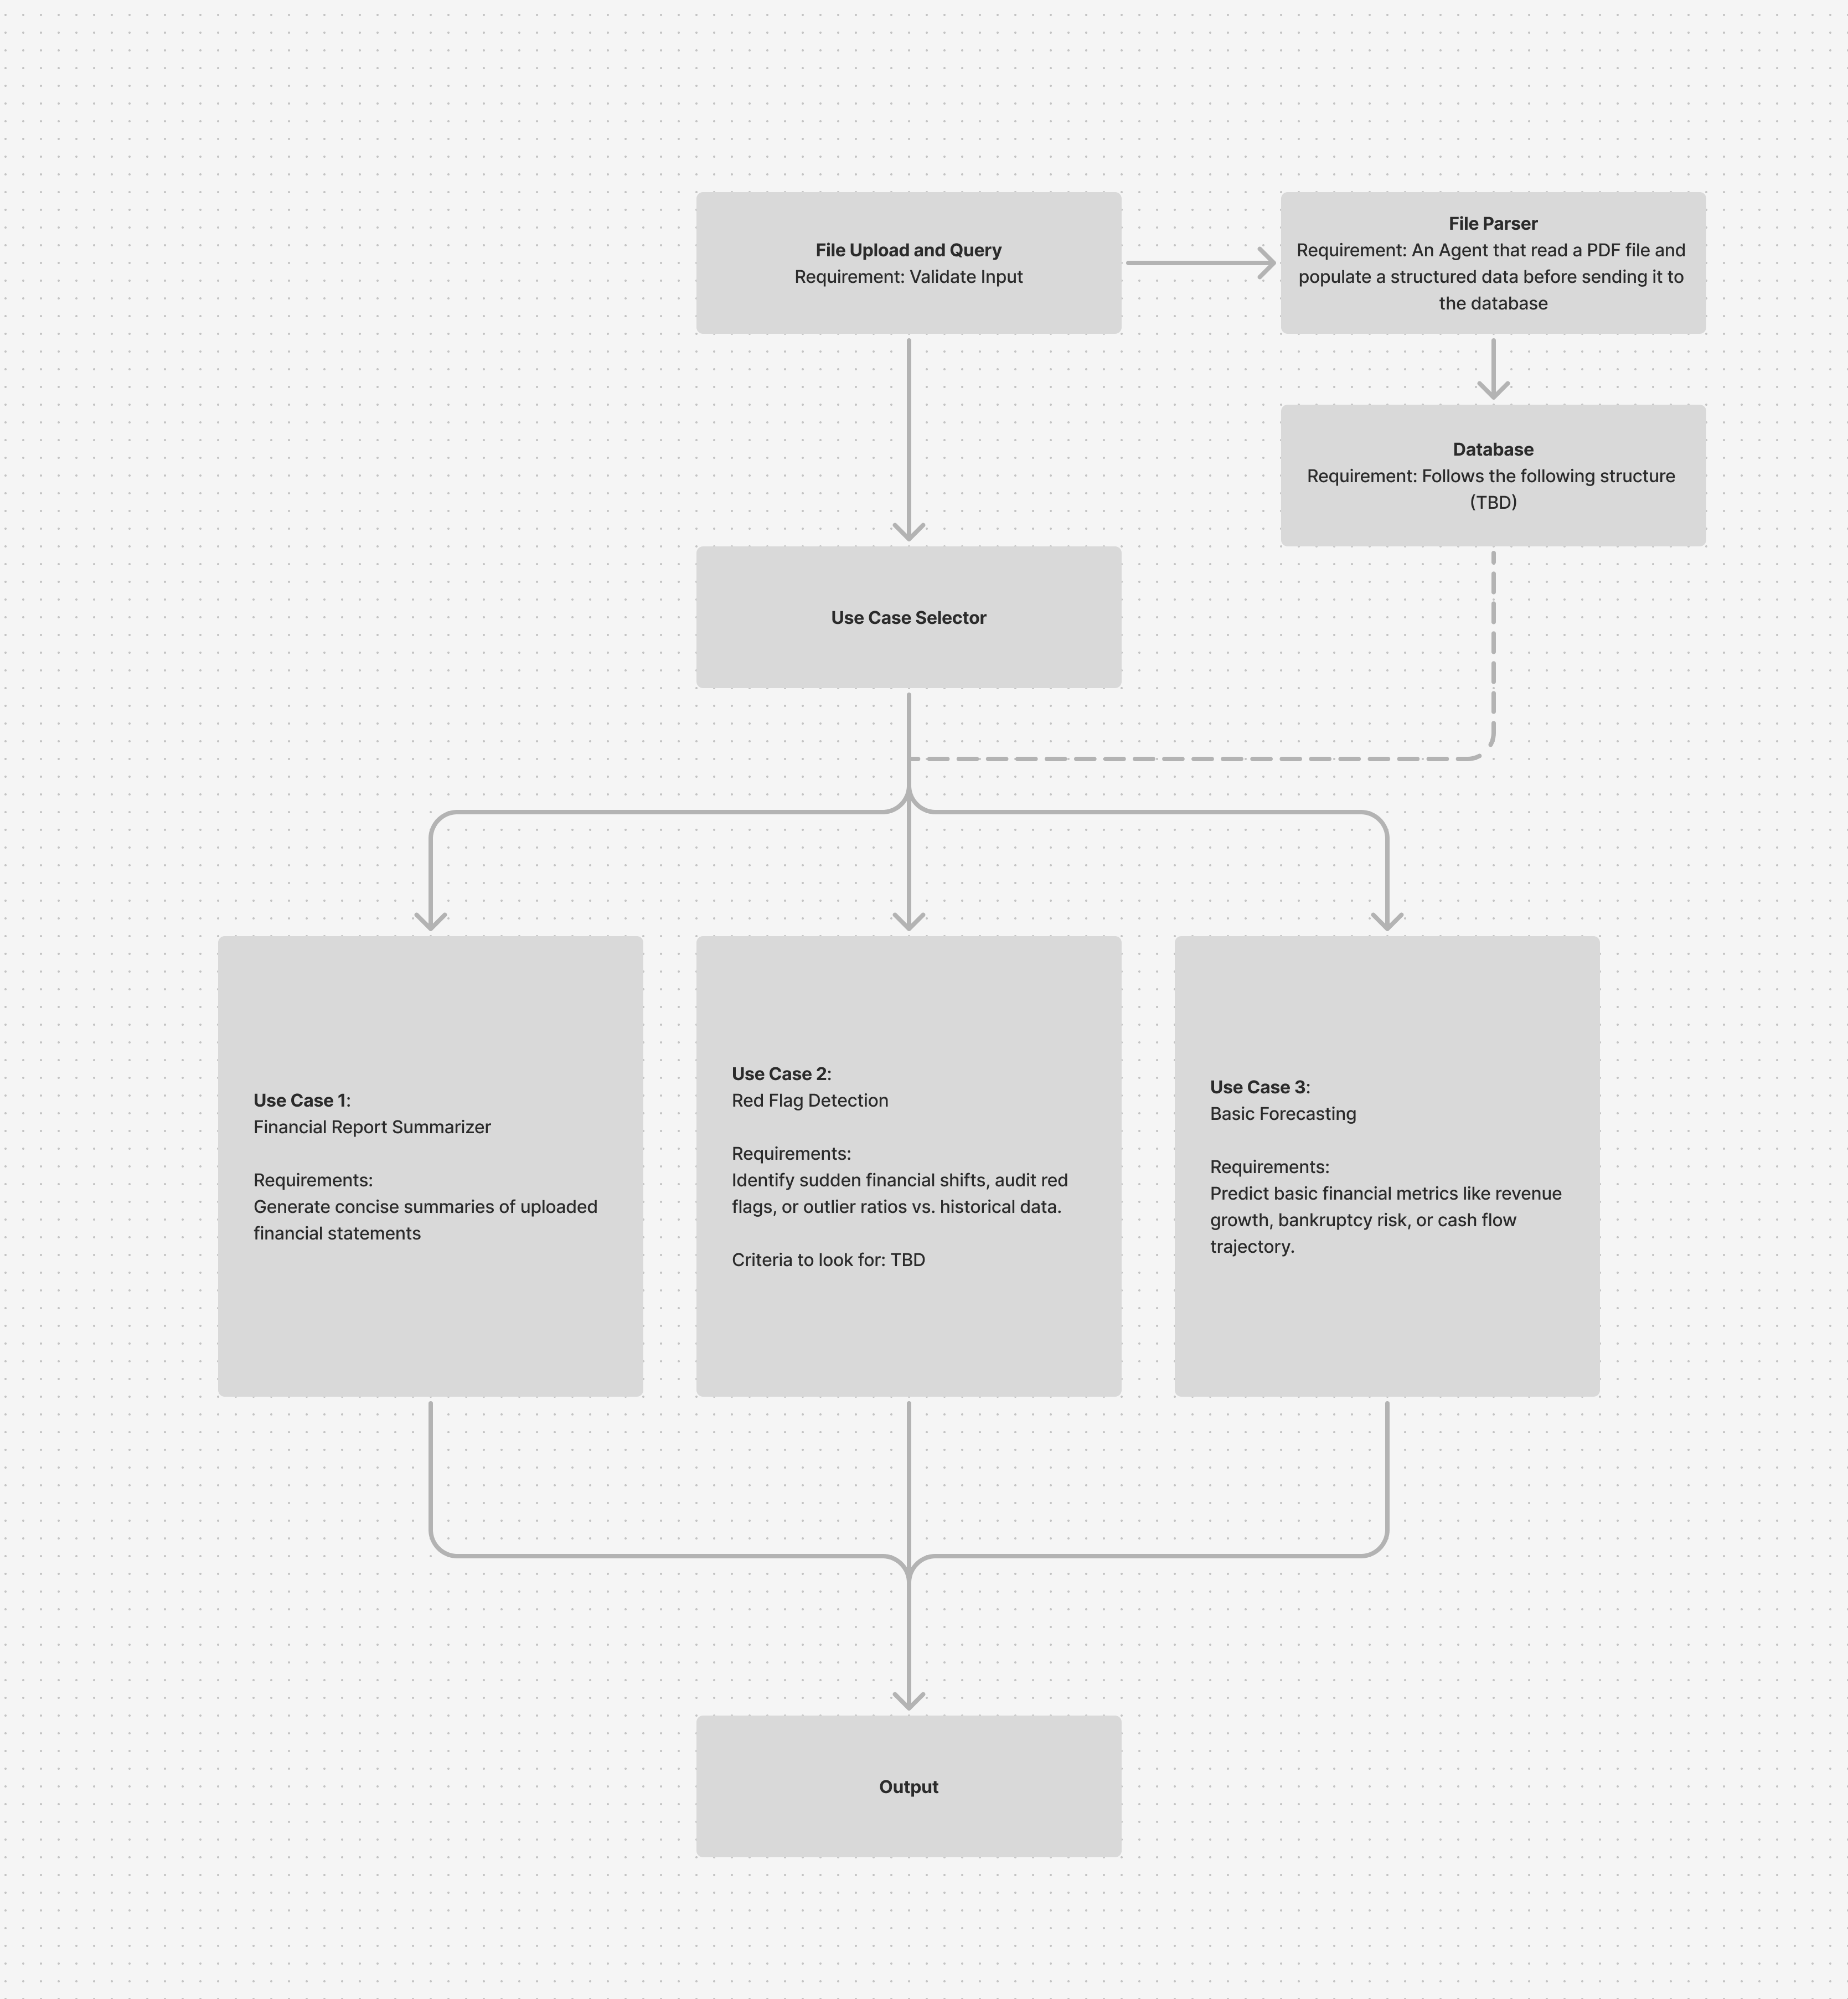 File Upload and Query
Requirement: Validate Input
File Parser
Requirement: An Agent that read a PDF file and
populate a structured data before sending it to
the database
Database
Requirement: Follows the following structure
(TBD)
Use Case Selector
Use Case 1:
Financial Report Summarizer
Requirements:
Generate concise summaries of uploaded
financial statements
Use Case 2:
Red Flag Detection
Requirements:
Identify sudden financial shifts, audit red
flags, or outlier ratios vs. historical data.
Criteria to look for: TBD
Use Case 3:
Basic Forecasting
Requirements:
Predict basic financial metrics like revenue
growth, bankruptcy risk, or cash flow
trajectory.
Output